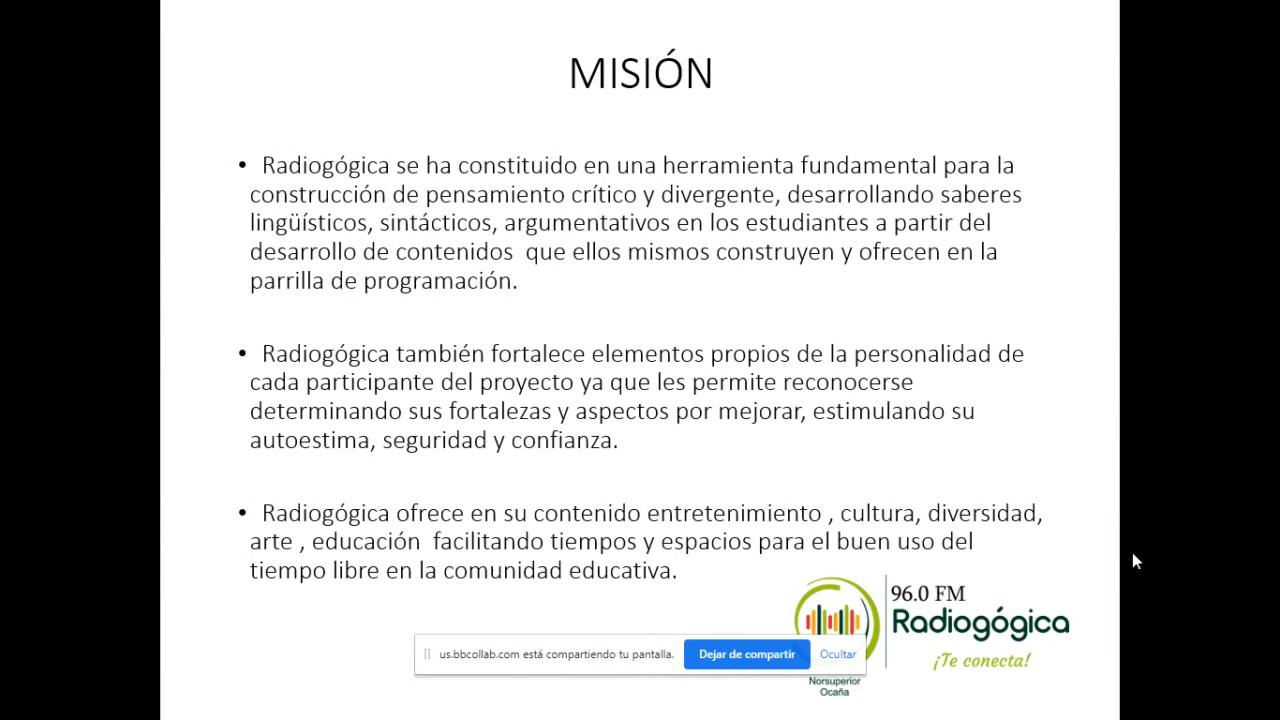 MISIÓN
• Radiogógica se ha constituido en una herramienta fundamental para la
construcción de pensamiento crítico y divergente, desarrollando saberes
lingüísticos, sintácticos, argumentativos en los estudiantes a partir del
desarrollo de contenidos  que ellos mismos construyen y ofrecen en la
parrilla de programación.
• Radiogógica también fortalece elementos propios de la personalidad de
cada participante del proyecto ya que les permite reconocerse
determinando sus fortalezas y aspectos por mejorar, estimulando su
autoestima, seguridad y confianza.
• Radiogógica ofrece en su contenido entretenimiento , cultura, diversidad,
arte , educación  facilitando tiempos y espacios para el buen uso del
tiempo libre en la comunidad educativa.
96.0 FM
Radiogógica
¡Te conecta!
us.bbcollab.com está compartiendo tu pantalla. Dejar de compartir Ocultar
Norsuperior
Ocaña